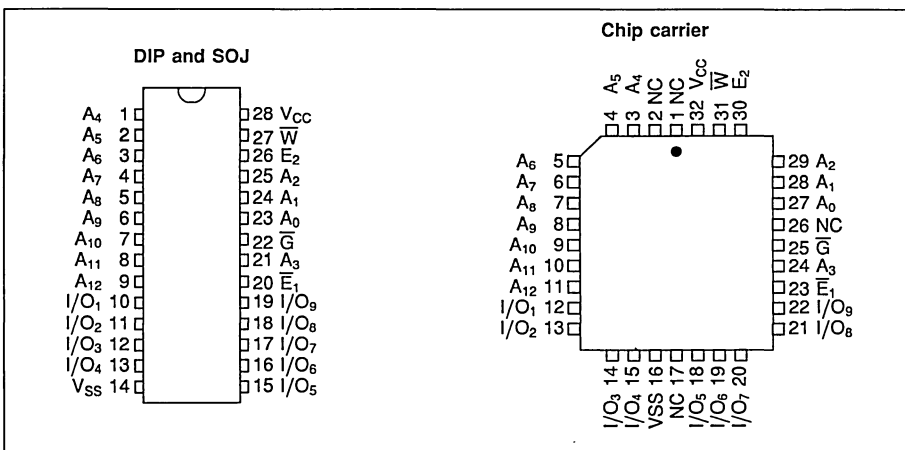 DIP and SOJ
A4 1 28 VCC
A5 2 27 W̅
A6 3 26 E2
A7 4 25 A2
A8 5 24 A1
A9 6 23 A0
A10 7 22 G̅
A11 8 21 A3
A12 9 20 E̅1
I/O1 10 19 I/O9
I/O2 11 18 I/O8
I/O3 12 17 I/O7
I/O4 13 16 I/O6
VSS 14 15 I/O5
Chip carrier
A5 A4 NC NC VCC W̅ E2
4 3 2 1 32 31 30
A6 5 29 A2
A7 6 28 A1
A8 7 27 A0
A9 8 26 NC
A10 9 25 G̅
A11 10 24 A3
A12 11 23 E̅1
I/O1 12 22 I/O9
I/O2 13 21 I/O8
14 15 16 17 18 19 20
I/O3 I/O4 VSS NC I/O5 I/O6 I/O7